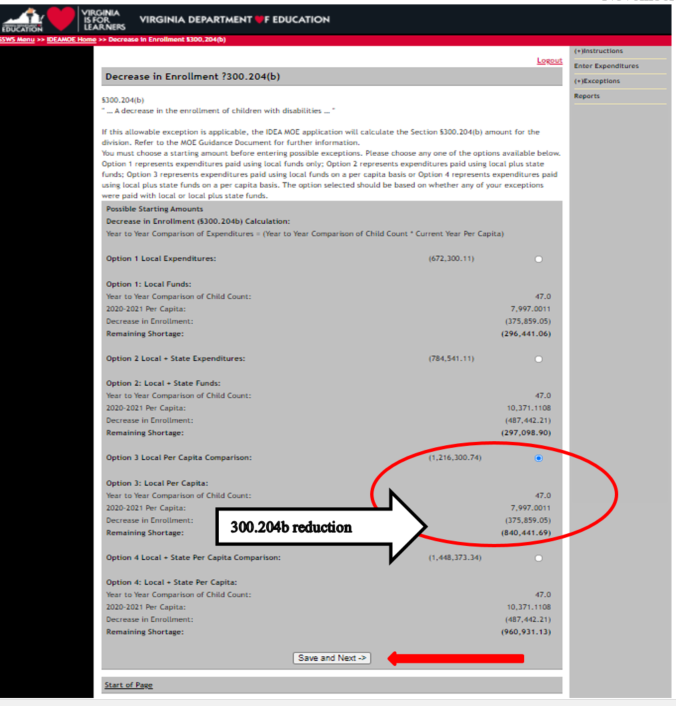 EDUCATION
VIRGINIA
IS FOR
LEARNERS
VIRGINIA DEPARTMENT OF EDUCATION
SSWS Menu >> IDEAMOE Home >> Decrease in Enrollment $300.204(b)
(+)Instructions
Enter Expenditures
(+)Exceptions
Reports
Logout
Decrease in Enrollment ?300.204(b)
§300.204(b)
" ... A decrease in the enrollment of children with disabilities ... "
If this allowable exception is applicable, the IDEA MOE application will calculate the Section §300.204(b) amount for the
division. Refer to the MOE Guidance Document for further information.
You must choose a starting amount before entering possible exceptions. Please choose any one of the options available below.
Option 1 represents expenditures paid using local funds only; Option 2 represents expenditures paid using local plus state
funds; Option 3 represents expenditures paid using local funds on a per capita basis or Option 4 represents expenditures paid
using local plus state funds on a per capita basis. The option selected should be based on whether any of your exceptions
were paid with local or local plus state funds.
Possible Starting Amounts
Decrease in Enrollment (§300.204b) Calculation:
Year to Year Comparison of Expenditures = (Year to Year Comparison of Child Count * Current Year Per Capita)
Option 1 Local Expenditures: (672,300.11)
Option 1: Local Funds:
Year to Year Comparison of Child Count: 47.0
2020-2021 Per Capita: 7,997.0011
Decrease in Enrollment: (375,859.05)
Remaining Shortage: (296,441.06)
Option 2 Local + State Expenditures: (784,541.11)
Option 2: Local + State Funds:
Year to Year Comparison of Child Count: 47.0
2020-2021 Per Capita: 10,371.1108
Decrease in Enrollment: (487,442.21)
Remaining Shortage: (297,098.90)
Option 3 Local Per Capita Comparison: (1,216,300.74)
Option 3: Local Per Capita:
Year to Year Comparison of Child Count: 47.0
2020-2021 Per Capita: 7,997.0011
Decrease in Enrollment: (375,859.05)
300.204b reduction
Remaining Shortage: (840,441.69)
Option 4 Local + State Per Capita Comparison: (1,448,373.34)
Option 4: Local + State Per Capita:
Year to Year Comparison of Child Count: 47.0
2020-2021 Per Capita: 10,371.1108
Decrease in Enrollment: (487,442.21)
Remaining Shortage: (960,931.13)
Save and Next ->
Start of Page